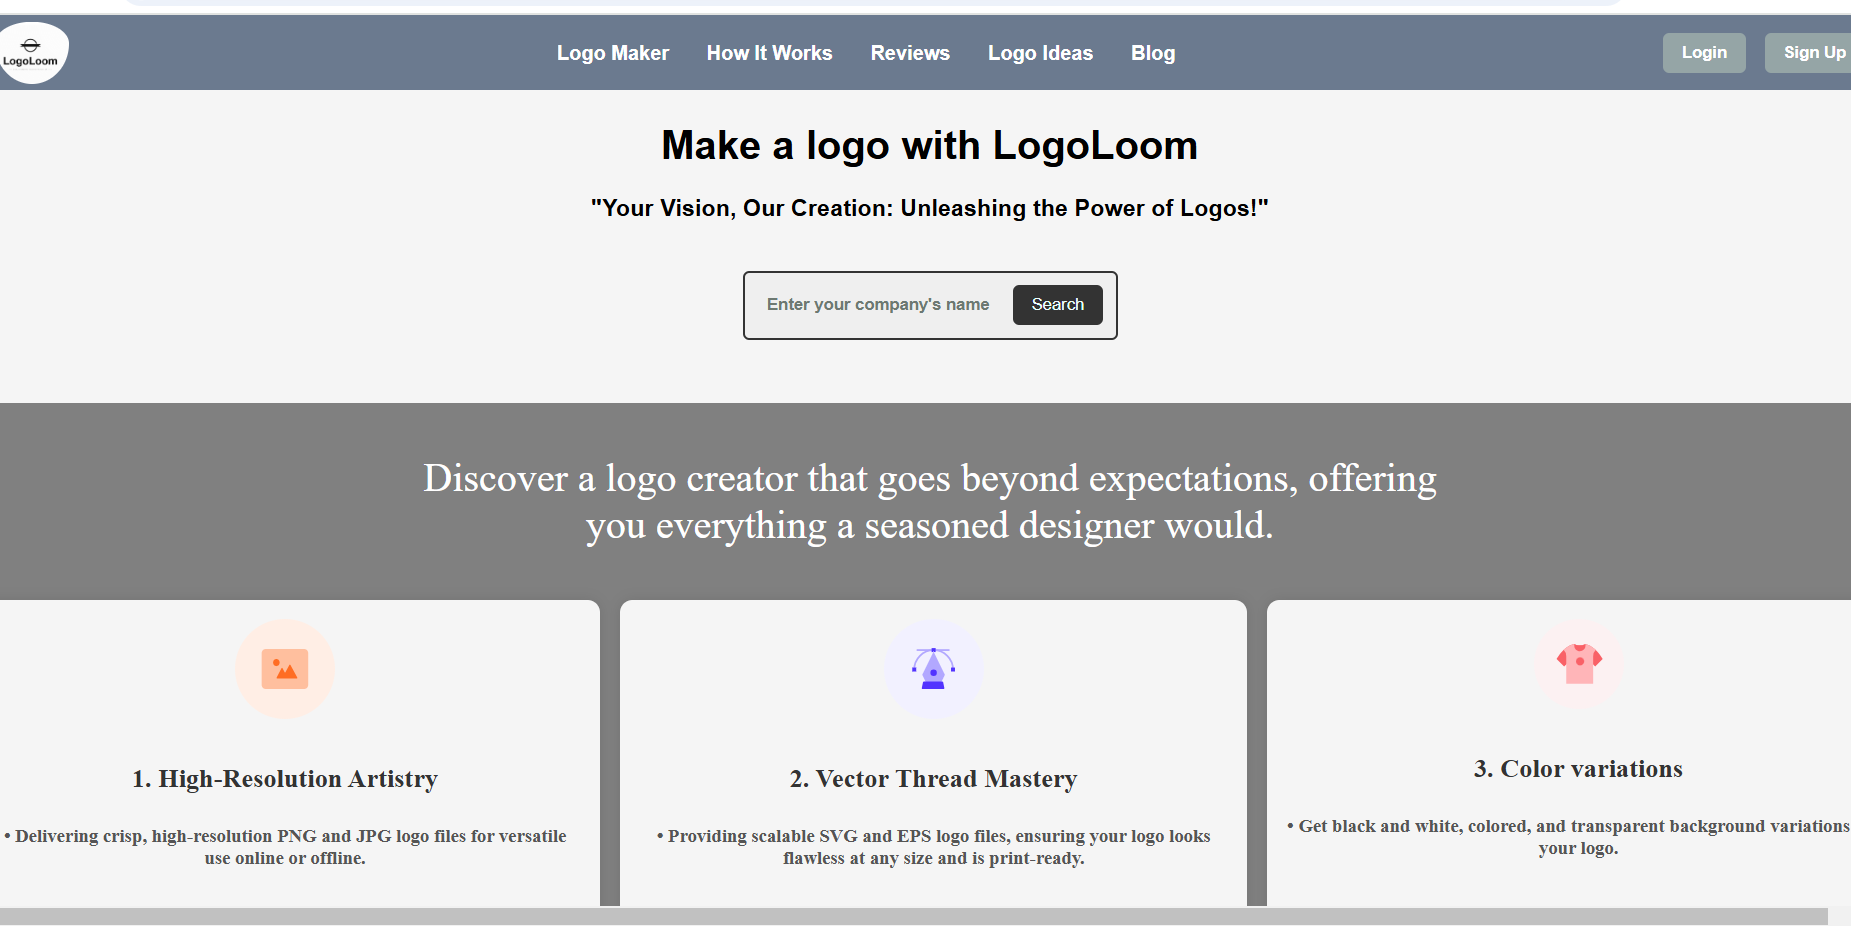 LogoLoom
Logo Maker
How It Works
Reviews
Logo Ideas
Blog
Login
Sign Up
Make a logo with LogoLoom
"Your Vision, Our Creation: Unleashing the Power of Logos!"
Enter your company's name
Search
Discover a logo creator that goes beyond expectations, offering
you everything a seasoned designer would.
1. High-Resolution Artistry
• Delivering crisp, high-resolution PNG and JPG logo files for versatile
use online or offline.
2. Vector Thread Mastery
• Providing scalable SVG and EPS logo files, ensuring your logo looks
flawless at any size and is print-ready.
3. Color variations
• Get black and white, colored, and transparent background variations
your logo.